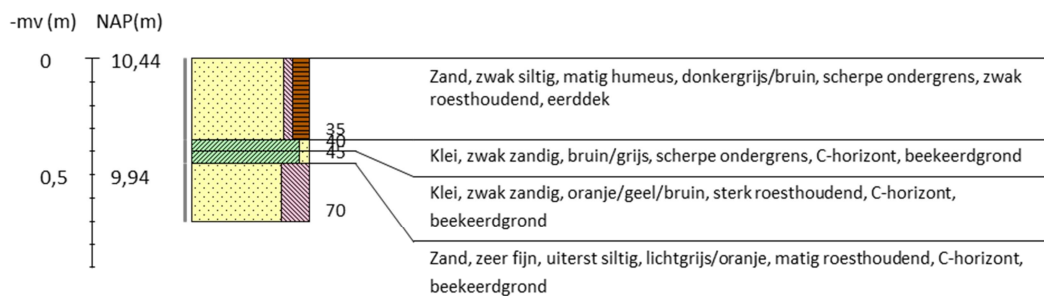 -mv (m) NAP(m)
0 10,44
Zand, zwak siltig, matig humeus, donkergrijs/bruin, scherpe ondergrens, zwak
roesthoudend, eerddek
35
40
45
Klei, zwak zandig, bruin/grijs, scherpe ondergrens, C-horizont, beekeerdgrond
0,5 9,94
Klei, zwak zandig, oranje/geel/bruin, sterk roesthoudend, C-horizont,
beekeerdgrond
70
Zand, zeer fijn, uiterst siltig, lichtgrijs/oranje, matig roesthoudend, C-horizont,
beekeerdgrond